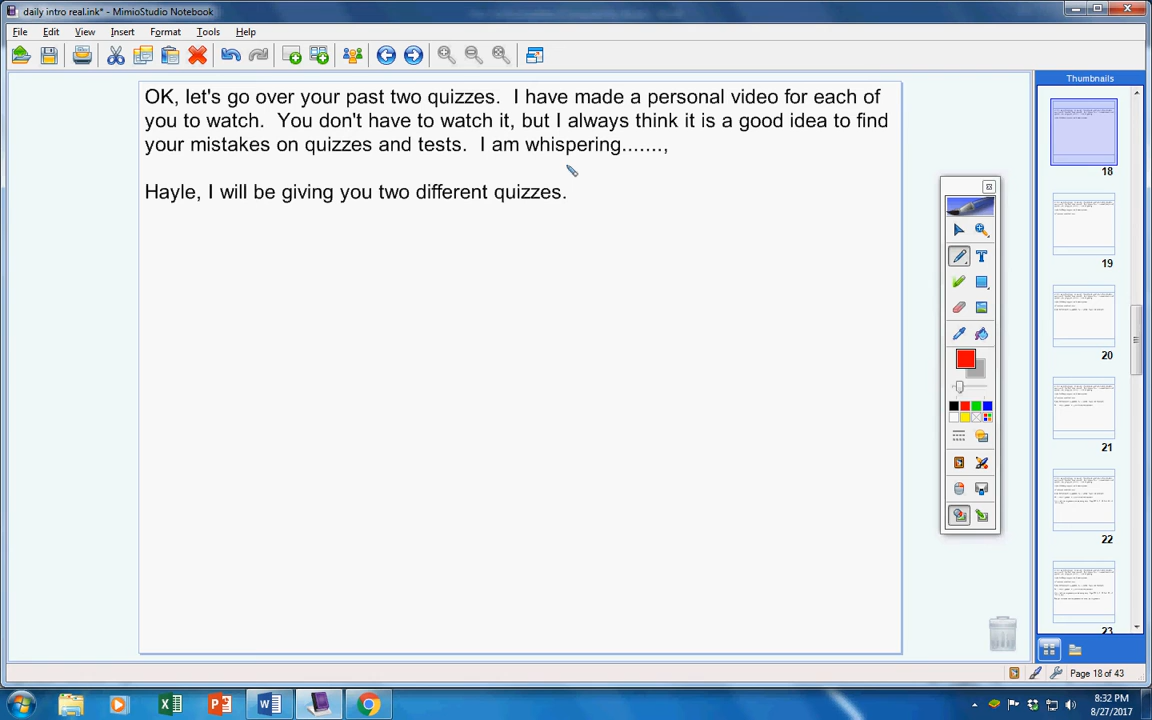 daily intro real.ink* - MimioStudio Notebook
File Edit View Insert Format Tools Help
OK, let's go over your past two quizzes.  I have made a personal video for each of
you to watch.  You don't have to watch it, but I always think it is a good idea to find
your mistakes on quizzes and tests.  I am whispering.......,
Hayle, I will be giving you two different quizzes.
Thumbnails
18
19
20
21
22
23
Page 18 of 43
8:32 PM
8/27/2017